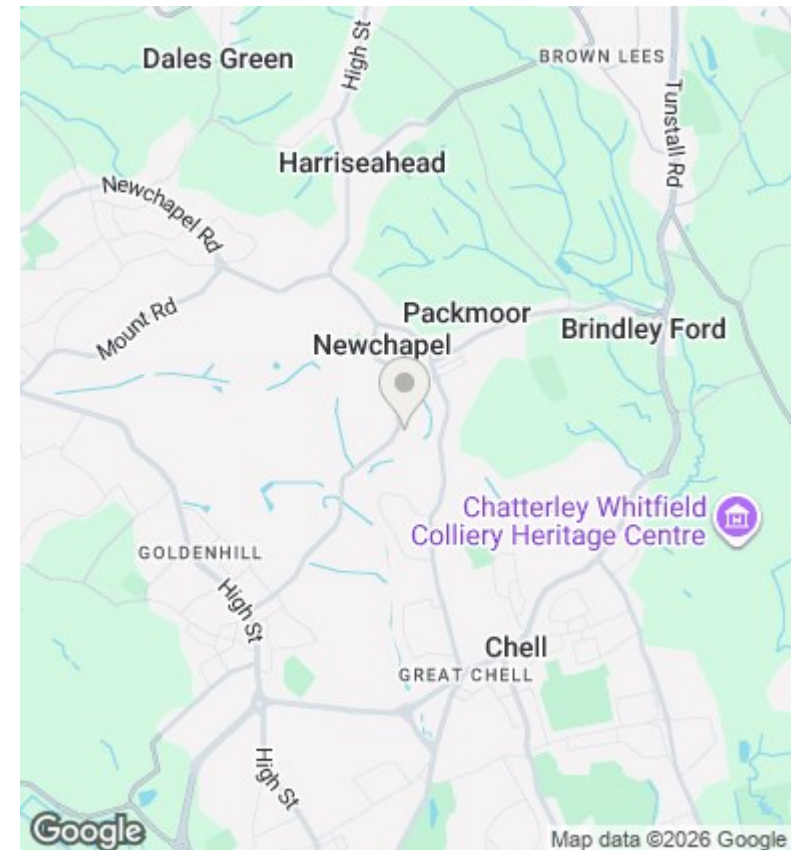 Dales Green
High St
BROWN LEES
Tunstall Rd
Harriseahead
Newchapel Rd
Mount Rd
Packmoor
Newchapel
Brindley Ford
Chatterley Whitfield
Colliery Heritage Centre
GOLDENHILL
High St
Chell
GREAT CHELL
High St
Google
Map data ©2026 Google